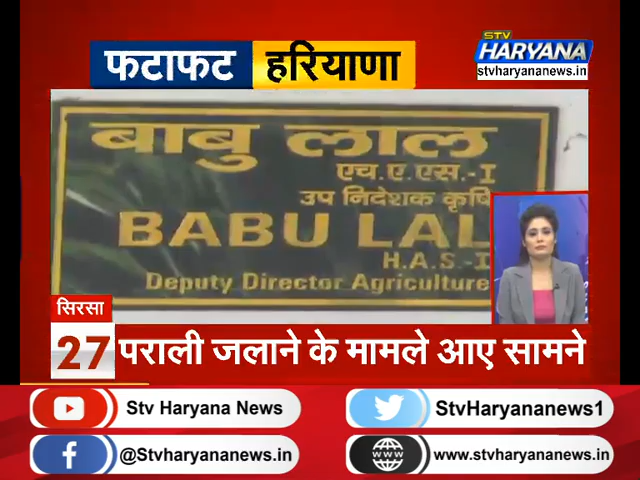 फटाफट हरियाणा
STV
HARYANA
stvharyananews.in
बाबु लाल
एच.ए.एस.-I
उप निदेशक कृषि
BABU LAL
H.A.S.-I
Deputy Director Agriculture
सिरसा
27 पराली जलाने के मामले आए सामने
Stv Haryana News
StvHaryananews1
@Stvharyananews.in
www.stvharyananews.in